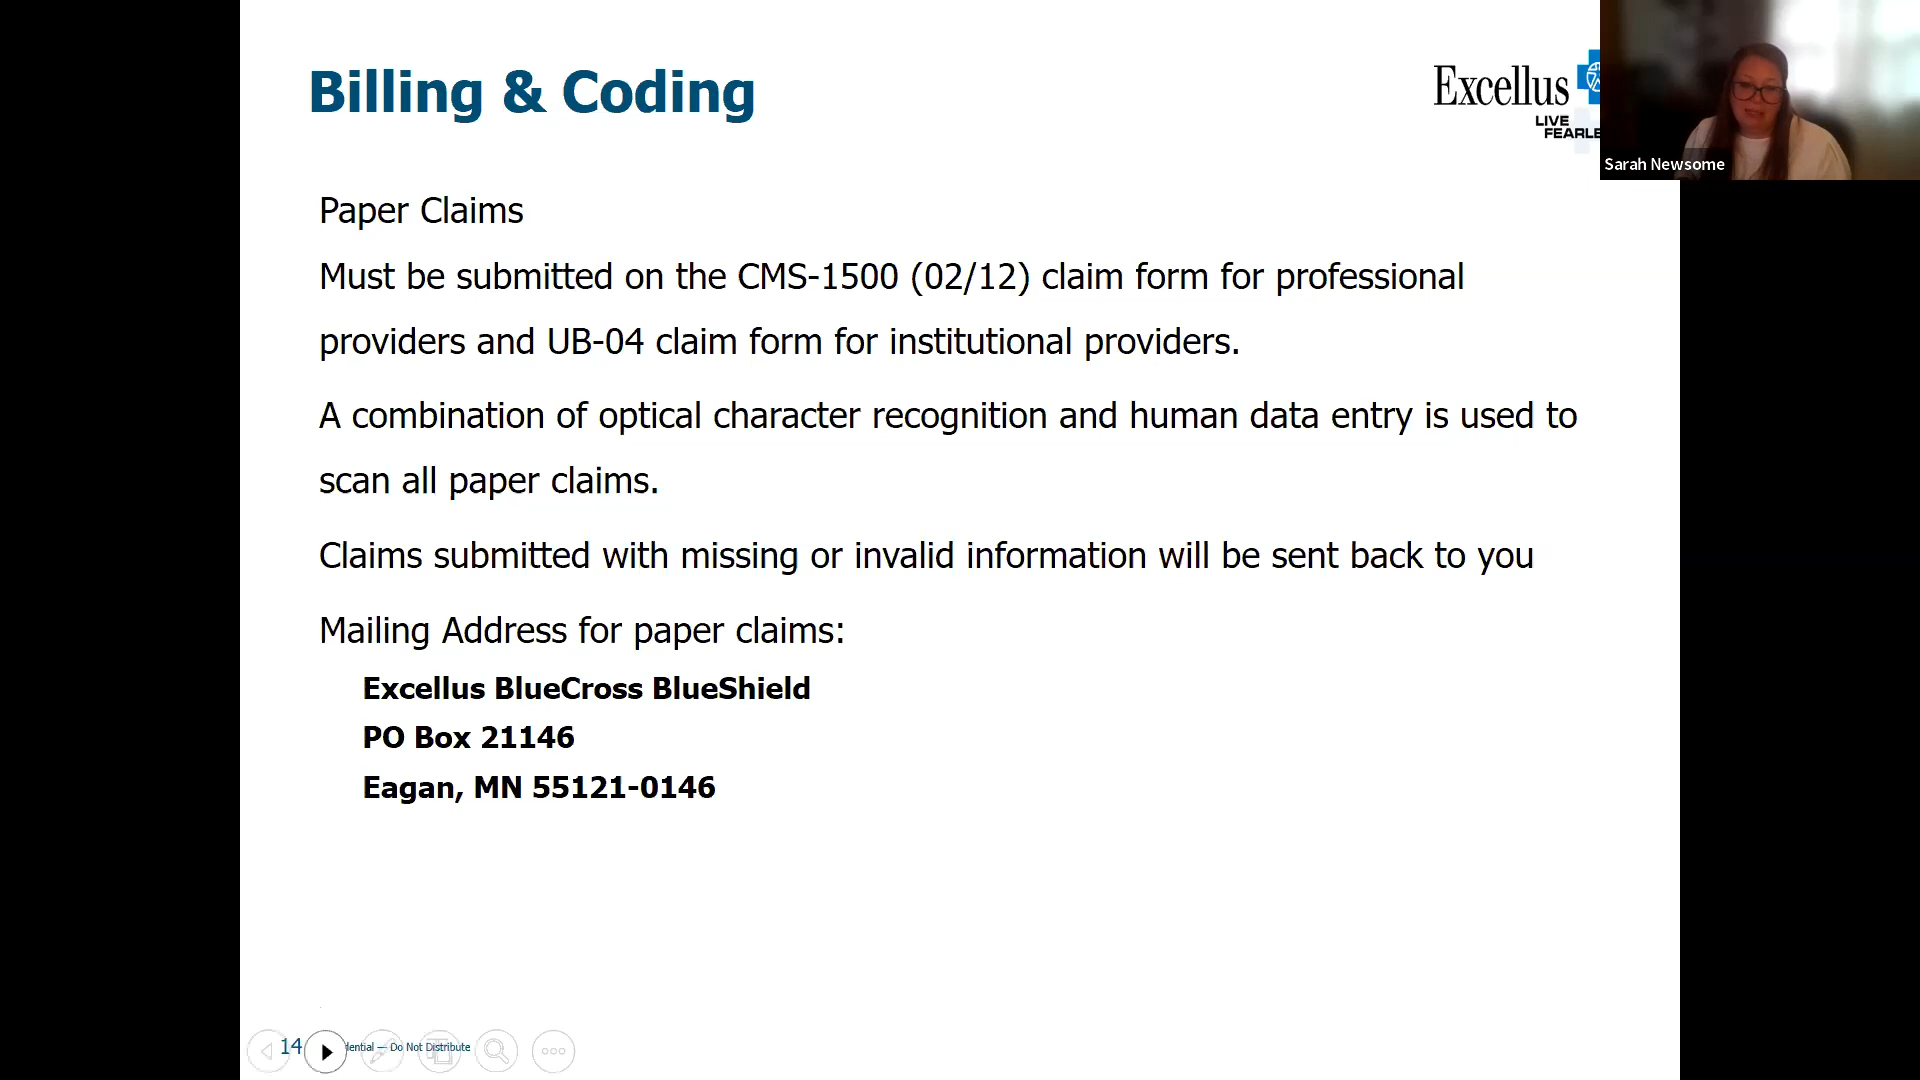 Billing & Coding
Excellus
LIVE
Sarah Newsome
Paper Claims
Must be submitted on the CMS-1500 (02/12) claim form for professional
providers and UB-04 claim form for institutional providers.
A combination of optical character recognition and human data entry is used to
scan all paper claims.
Claims submitted with missing or invalid information will be sent back to you
Mailing Address for paper claims:
Excellus BlueCross BlueShield
PO Box 21146
Eagan, MN 55121-0146
14
— Do Not Distribute